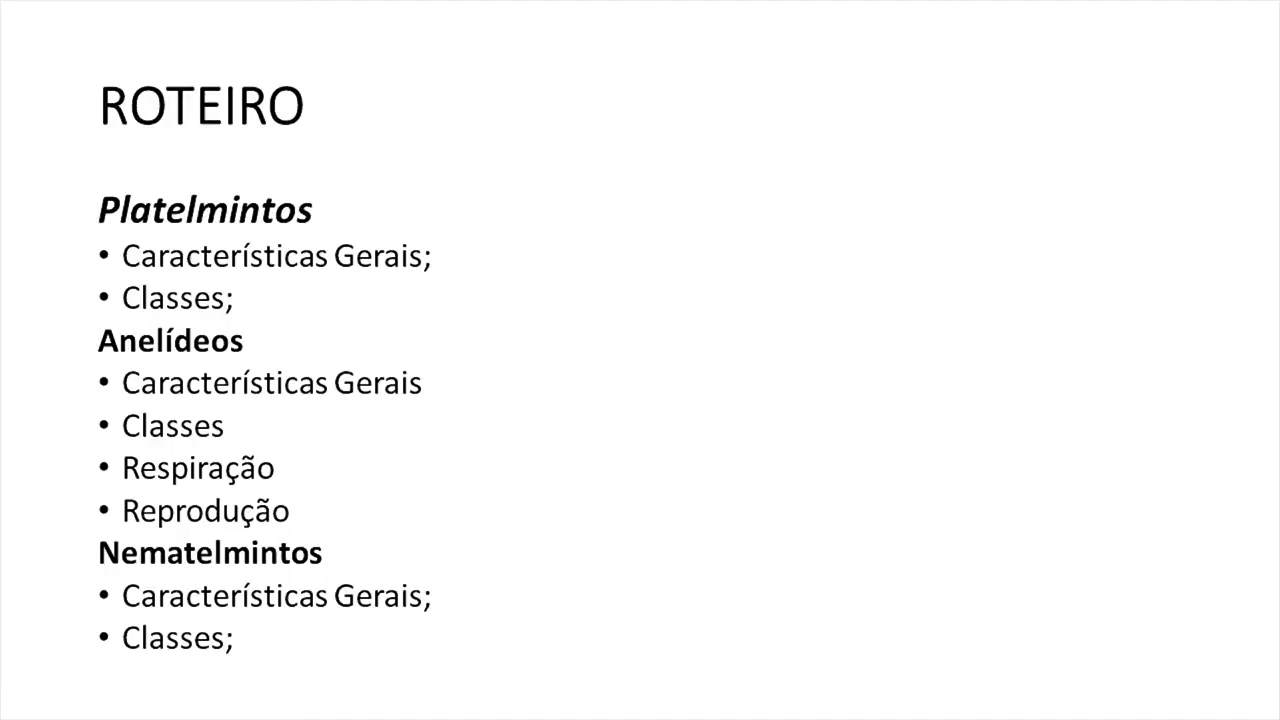 ROTEIRO
Platelmintos
• Características Gerais;
• Classes;
Anelídeos
• Características Gerais
• Classes
• Respiração
• Reprodução
Nematelmintos
• Características Gerais;
• Classes;